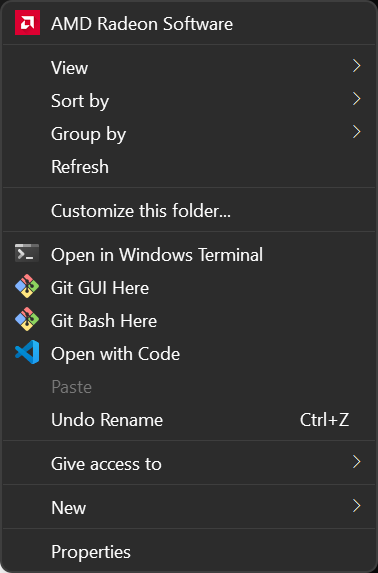 AMD Radeon Software
View
Sort by
Group by
Refresh
Customize this folder...
Open in Windows Terminal
Git GUI Here
Git Bash Here
Open with Code
Paste
Undo Rename Ctrl+Z
Give access to
New
Properties